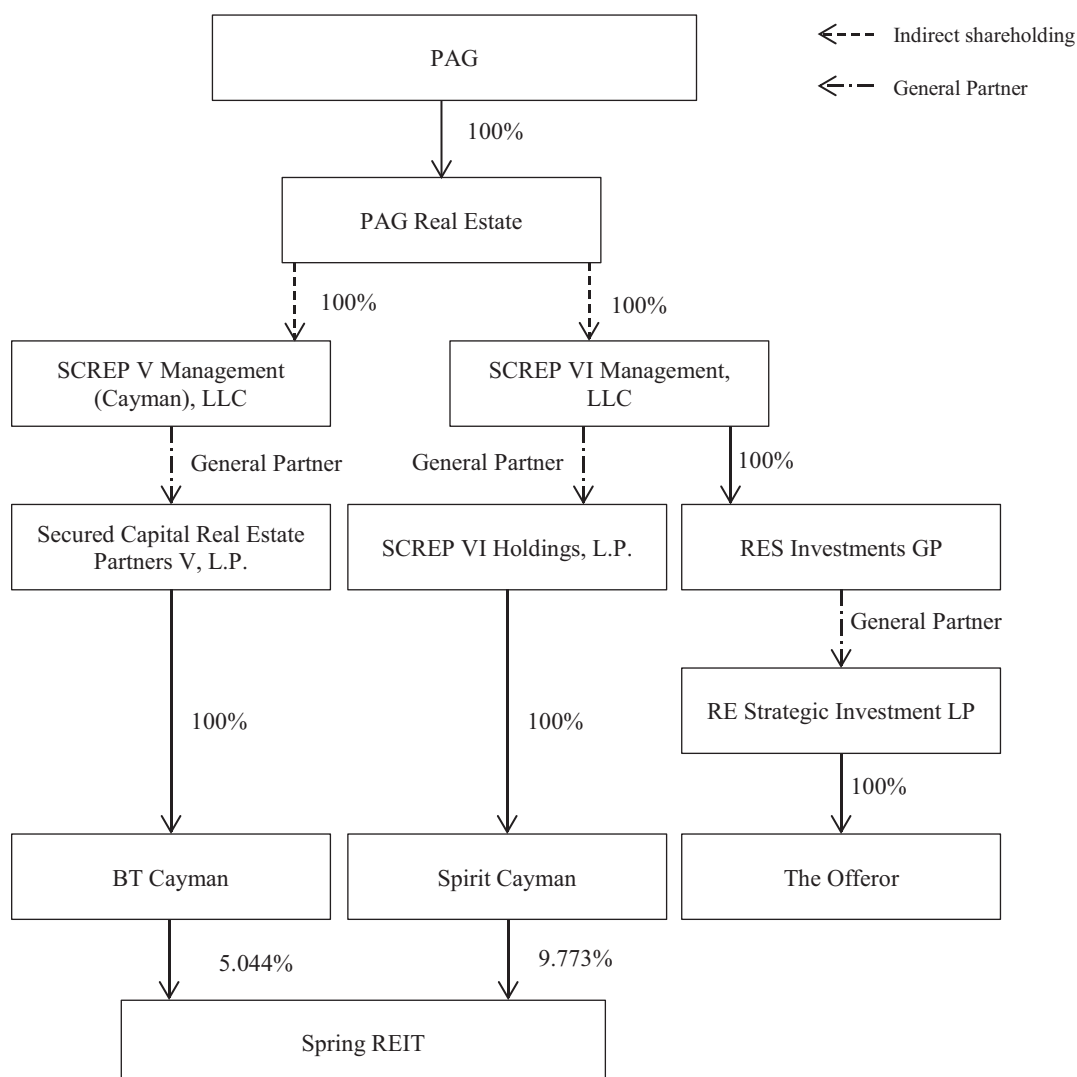 PAG
Indirect shareholding
General Partner
100%
PAG Real Estate
100%
100%
SCREP V Management
(Cayman), LLC
SCREP VI Management,
LLC
General Partner
General Partner
100%
Secured Capital Real Estate
Partners V, L.P.
SCREP VI Holdings, L.P.
RES Investments GP
General Partner
RE Strategic Investment LP
100%
100%
100%
BT Cayman
Spirit Cayman
The Offeror
5.044%
9.773%
Spring REIT